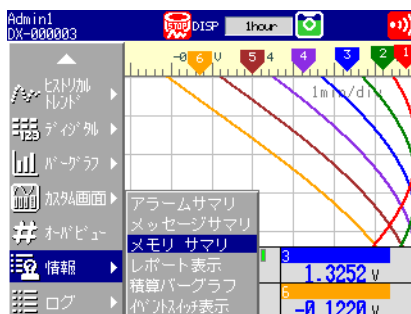 Admin1
DX-000003
STOP
DISP
1hour
-0
6
V
5
4
4
3
2
1
1min/div
ヒストリカル
トレンド
ディジタル
バーグラフ
カスタム画面
オーバビュー
情報
ログ
アラームサマリ
メッセージサマリ
メモリ サマリ
レポート表示
積算バーグラフ
イベントスイッチ表示
3
1.3252 V
6
-0.1220 V